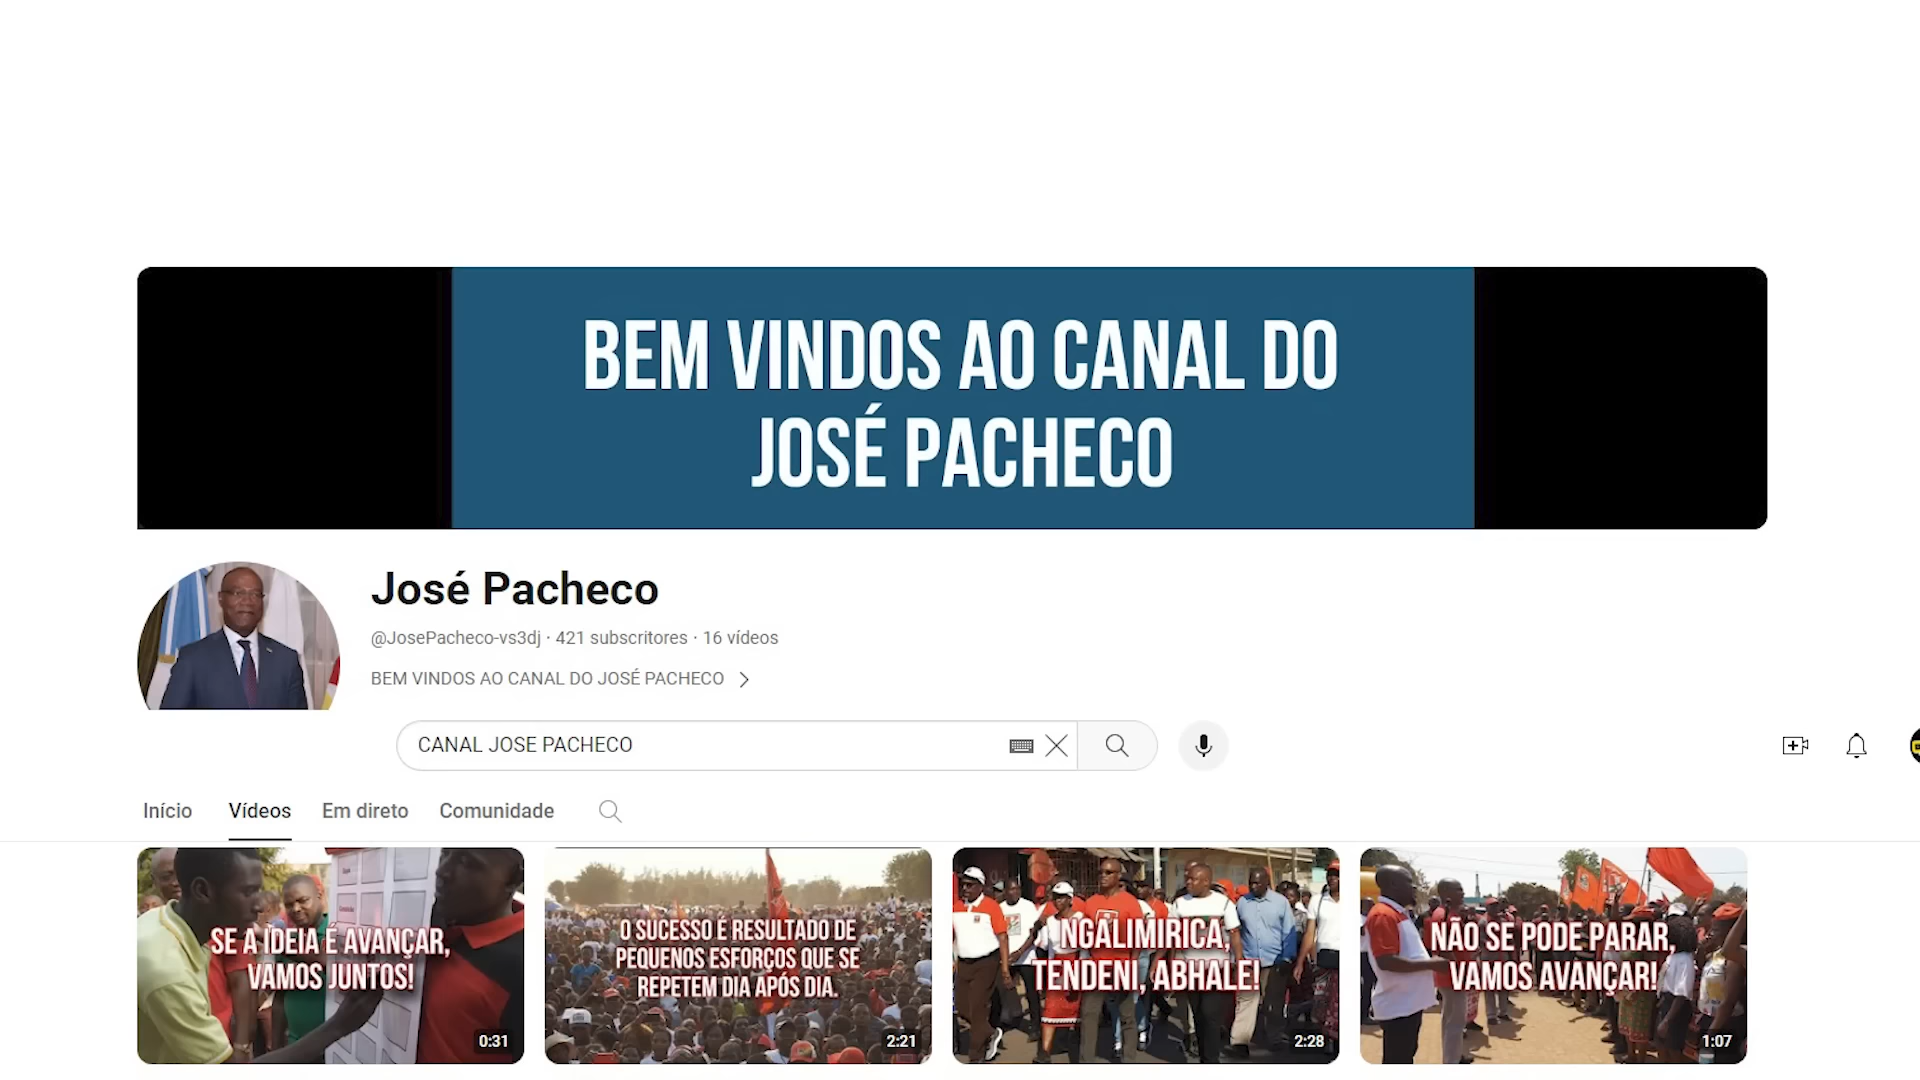 BEM VINDOS AO CANAL DO
JOSÉ PACHECO
José Pacheco
@JosePacheco-vs3dj · 421 subscritores · 16 vídeos
BEM VINDOS AO CANAL DO JOSÉ PACHECO
CANAL JOSE PACHECO
Início Vídeos Em direto Comunidade
SE A IDEIA É AVANÇAR,
VAMOS JUNTOS!
0:31
O SUCESSO É RESULTADO DE
PEQUENOS ESFORÇOS QUE SE
REPETEM DIA APÓS DIA.
2:21
NGALIMIRICA,
TENDENI, ABHALE!
2:28
NÃO SE PODE PARAR,
VAMOS AVANÇAR!
1:07